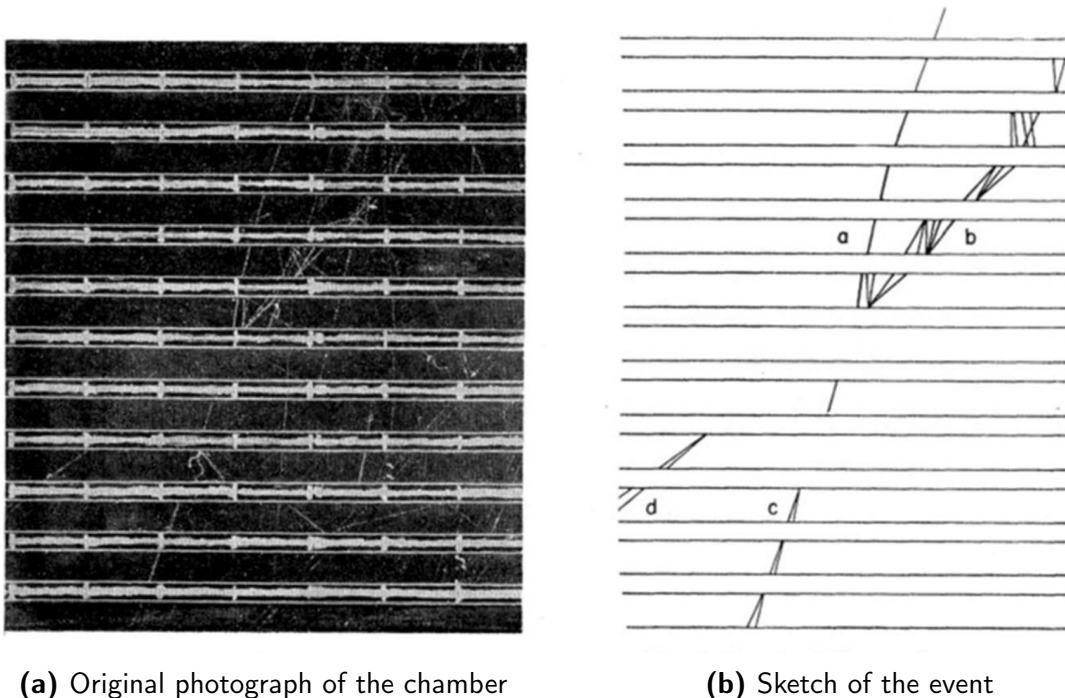 a
b
d
c
(a) Original photograph of the chamber
(b) Sketch of the event